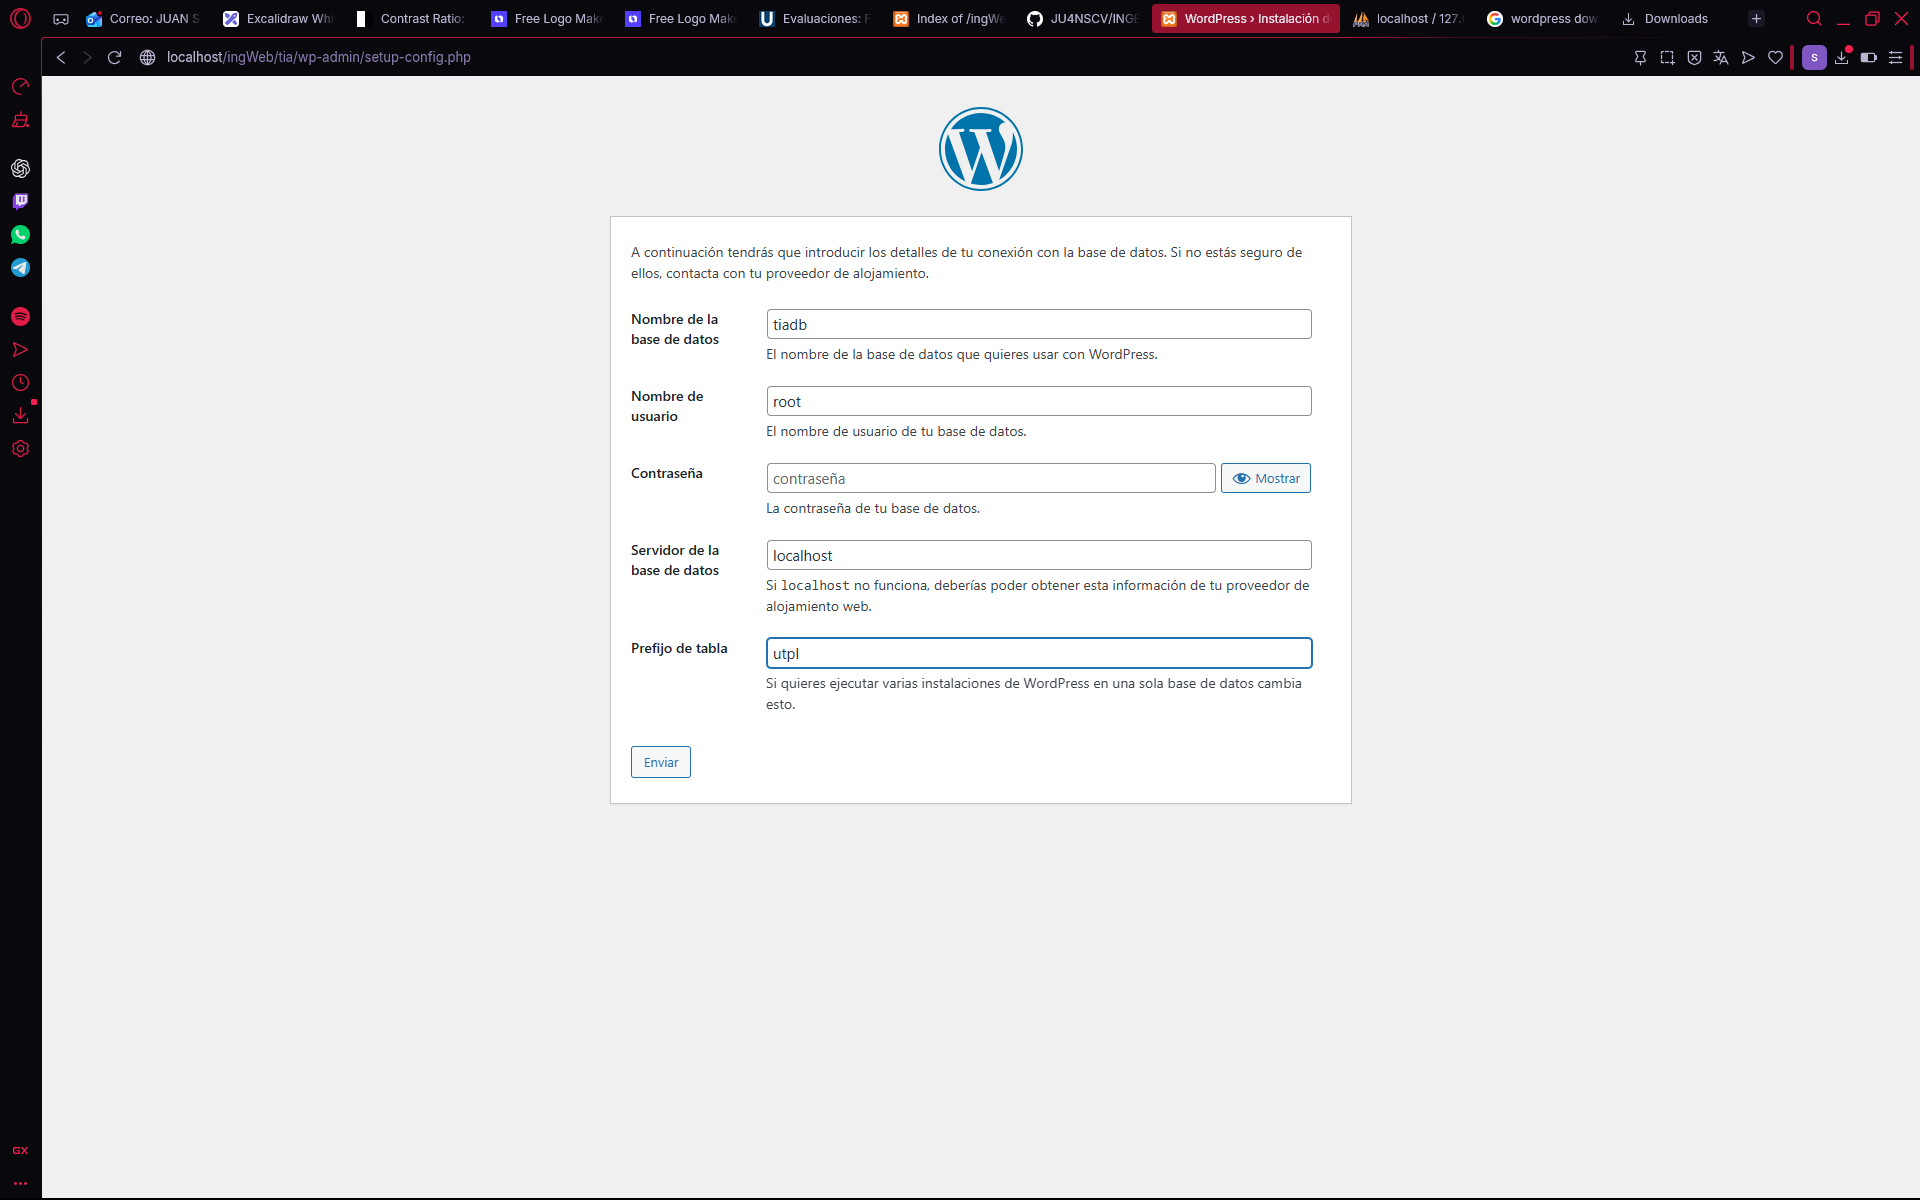 Correo: JUAN S
Excalidraw Whi
Contrast Ratio:
Free Logo Make
Free Logo Make
Evaluaciones: F
Index of /ingWe
JU4NSCV/INGE
WordPress › Instalación d
localhost / 127.0
wordpress dow
Downloads
localhost/ingWeb/tia/wp-admin/setup-config.php
S
A continuación tendrás que introducir los detalles de tu conexión con la base de datos. Si no estás seguro de
ellos, contacta con tu proveedor de alojamiento.
Nombre de la
base de datos
tiadb
El nombre de la base de datos que quieres usar con WordPress.
Nombre de
usuario
root
El nombre de usuario de tu base de datos.
Contraseña
contraseña
Mostrar
La contraseña de tu base de datos.
Servidor de la
base de datos
localhost
Si localhost no funciona, deberías poder obtener esta información de tu proveedor de
alojamiento web.
Prefijo de tabla
utpl
Si quieres ejecutar varias instalaciones de WordPress en una sola base de datos cambia
esto.
Enviar
GX